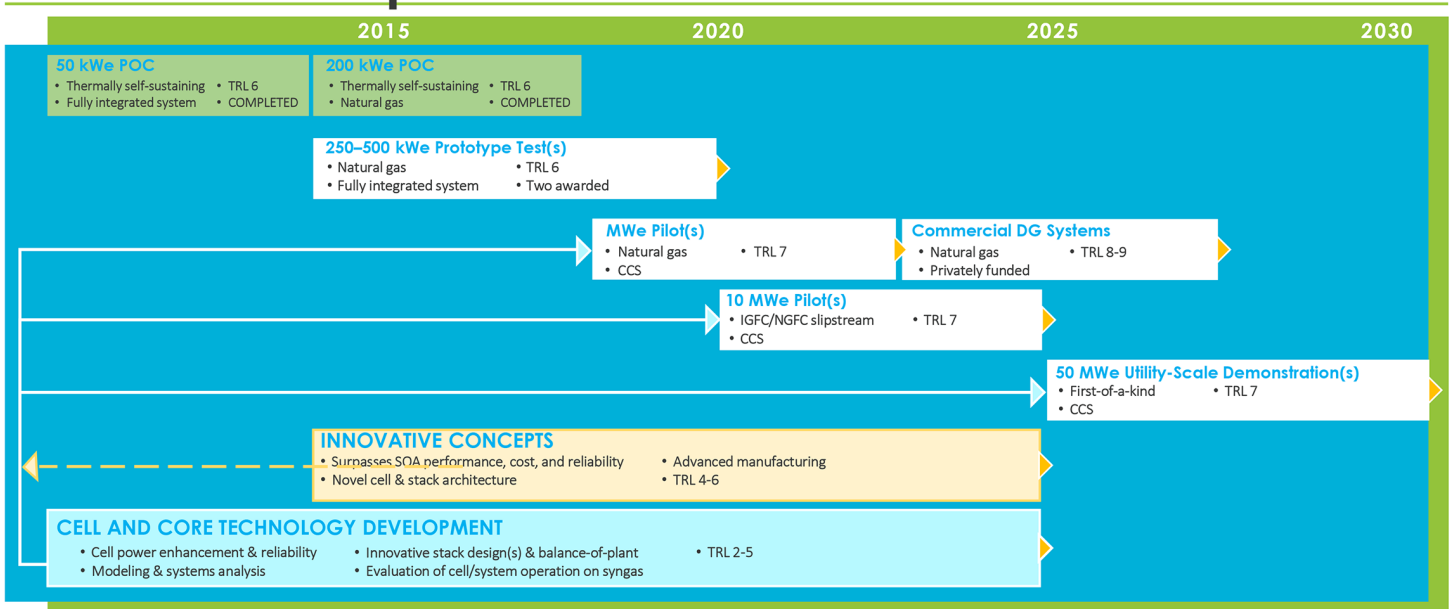 2015 2020 2025 2030
50 kWe POC
• Thermally self-sustaining • TRL 6
• Fully integrated system • COMPLETED
200 kWe POC
• Thermally self-sustaining • TRL 6
• Natural gas • COMPLETED
250–500 kWe Prototype Test(s)
• Natural gas • TRL 6
• Fully integrated system • Two awarded
MWe Pilot(s)
• Natural gas • TRL 7
• CCS
Commercial DG Systems
• Natural gas • TRL 8-9
• Privately funded
10 MWe Pilot(s)
• IGFC/NGFC slipstream • TRL 7
• CCS
50 MWe Utility-Scale Demonstration(s)
• First-of-a-kind • TRL 7
• CCS
INNOVATIVE CONCEPTS
• Surpasses SOA performance, cost, and reliability • Advanced manufacturing
• Novel cell & stack architecture • TRL 4-6
CELL AND CORE TECHNOLOGY DEVELOPMENT
• Cell power enhancement & reliability • Innovative stack design(s) & balance-of-plant • TRL 2-5
• Modeling & systems analysis • Evaluation of cell/system operation on syngas